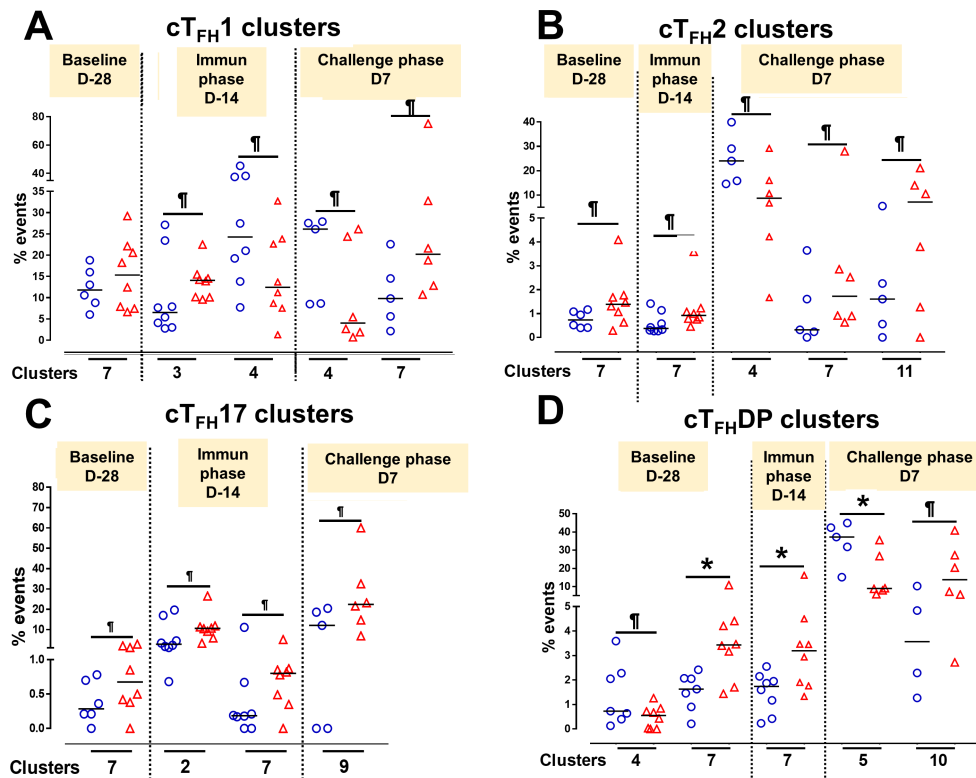 A
cTFH1 clusters
Baseline
D-28
Immun
phase
D-14
Challenge phase
D7
% events
80
60
40
35
30
25
20
15
10
5
0
¶
¶
¶
¶
Clusters
7
3
4
4
7
B
cTFH2 clusters
Baseline
D-28
Immun
phase
D-14
Challenge phase
D7
% events
40
30
20
10
5
4
3
2
1
0
¶
¶
¶
¶
¶
Clusters
7
7
4
7
11
C
cTFH17 clusters
Baseline
D-28
Immun
phase
D-14
Challenge phase
D7
% events
80
70
60
50
40
30
20
10
1.0
0.5
0.0
¶
¶
¶
¶
Clusters
7
2
7
9
D
cTFHDP clusters
Baseline
D-28
Immun
phase
D-14
Challenge phase
D7
% events
50
40
30
20
10
5
4
3
2
1
0
¶
*
*
*
¶
Clusters
4
7
7
5
10